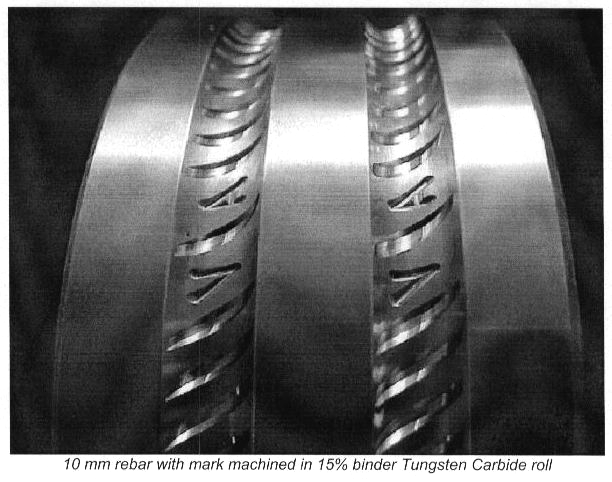 A A
V V
10 mm rebar with mark machined in 15% binder Tungsten Carbide roll